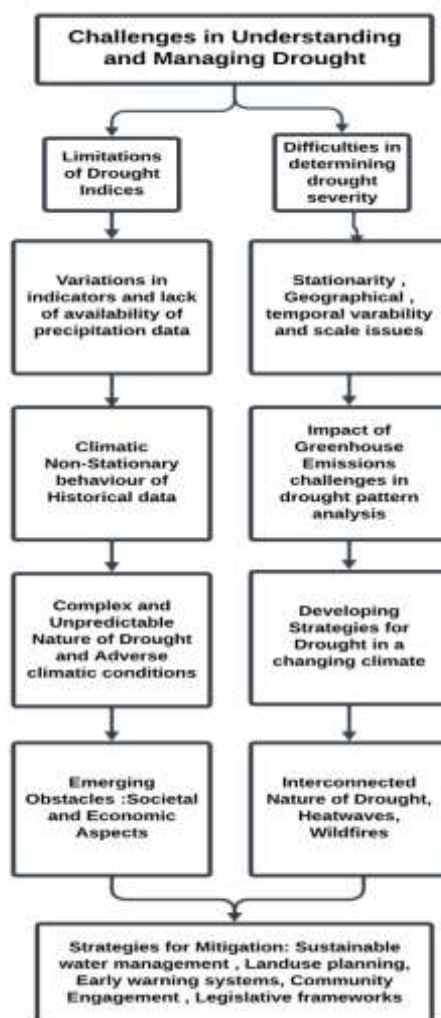 Challenges in Understanding
and Managing Drought
Limitations
of Drought
Indices
Difficulties in
determining
drought
severity
Variations in
indicators and lack
of availability of
precipitation data
Stationarity , Geographical ,
temporal varability
and scale issues
Climatic
Non-Stationary
behaviour of
Historical data
Impact of
Greenhouse
Emissions
challenges in
drought pattern
analysis
Complex and
Unpredictable
Nature of Drought
and Adverse
climatic conditions
Developing
Strategies for
Drought in a
changing climate
Emerging
Obstacles :Societal
and Economic
Aspects
Interconnected
Nature of Drought,
Heatwaves,
Wildfires
Strategies for Mitigation: Sustainable
water management , Landuse planning,
Early warning systems, Community
Engagement , Legislative frameworks